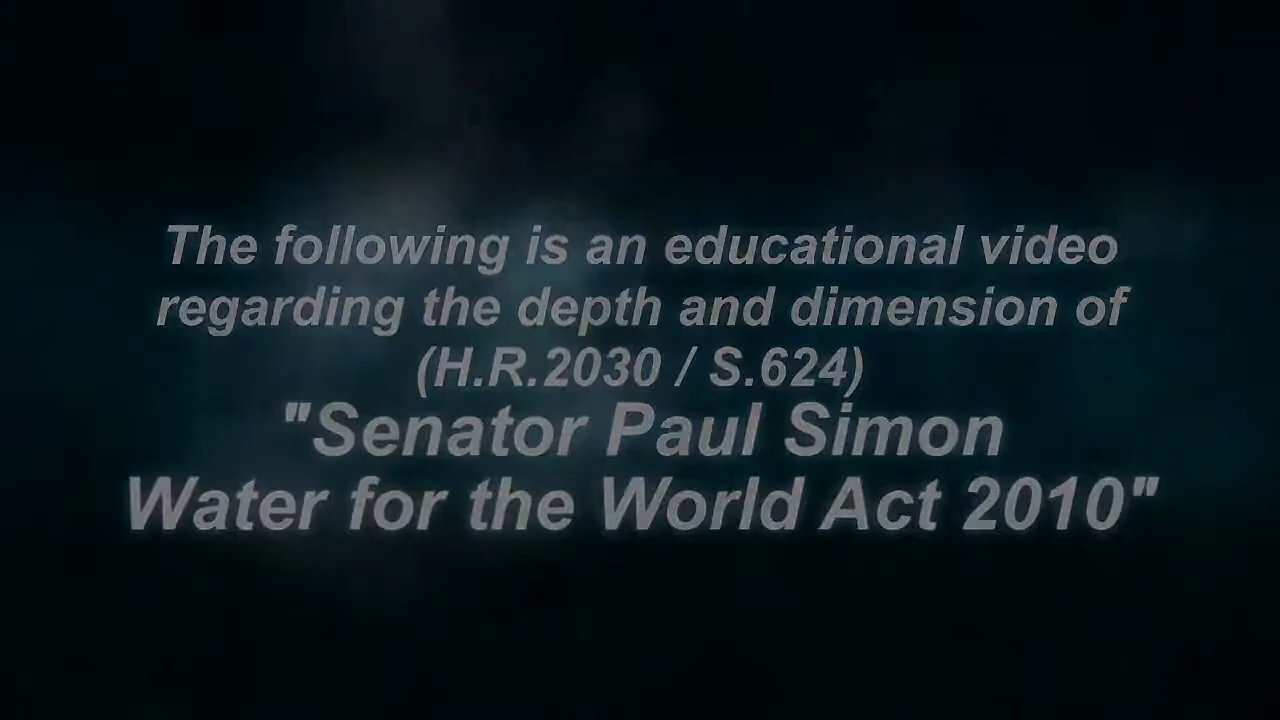 The following is an educational video
regarding the depth and dimension of
(H.R.2030 / S.624)
"Senator Paul Simon
Water for the World Act 2010"